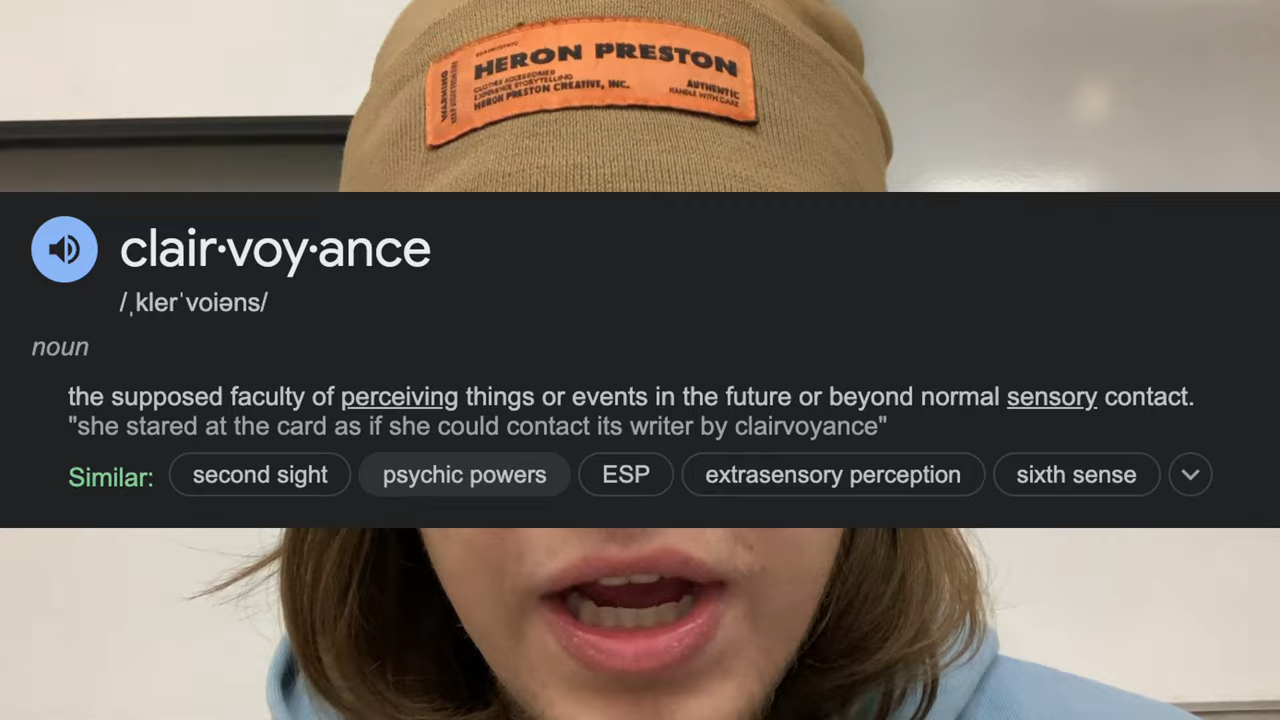 HERON PRESTON
CLOTHES ACCESSORIES
EXPERIENCE STORYTELLING
HERON PRESTON CREATIVE, INC.
AUTHENTIC
HANDLE WITH CARE
WARNING
clair·voy·ance
/ˌklerˈvoiəns/
noun
the supposed faculty of perceiving things or events in the future or beyond normal sensory contact.
"she stared at the card as if she could contact its writer by clairvoyance"
Similar:
second sight
psychic powers
ESP
extrasensory perception
sixth sense